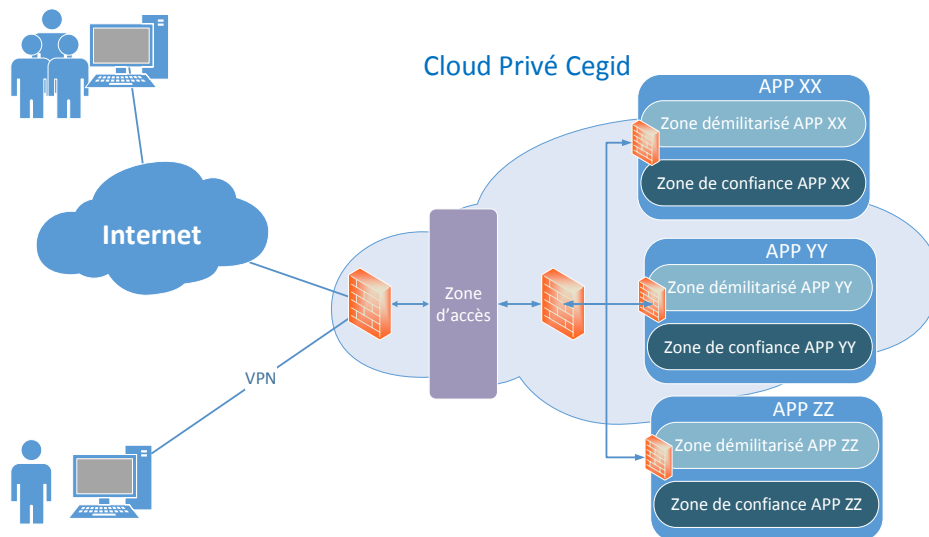 Cloud Privé Cegid
Internet
VPN
Zone
d'accès
APP XX
Zone démilitarisé APP XX
Zone de confiance APP XX
APP YY
Zone démilitarisé APP YY
Zone de confiance APP YY
APP ZZ
Zone démilitarisé APP ZZ
Zone de confiance APP ZZ